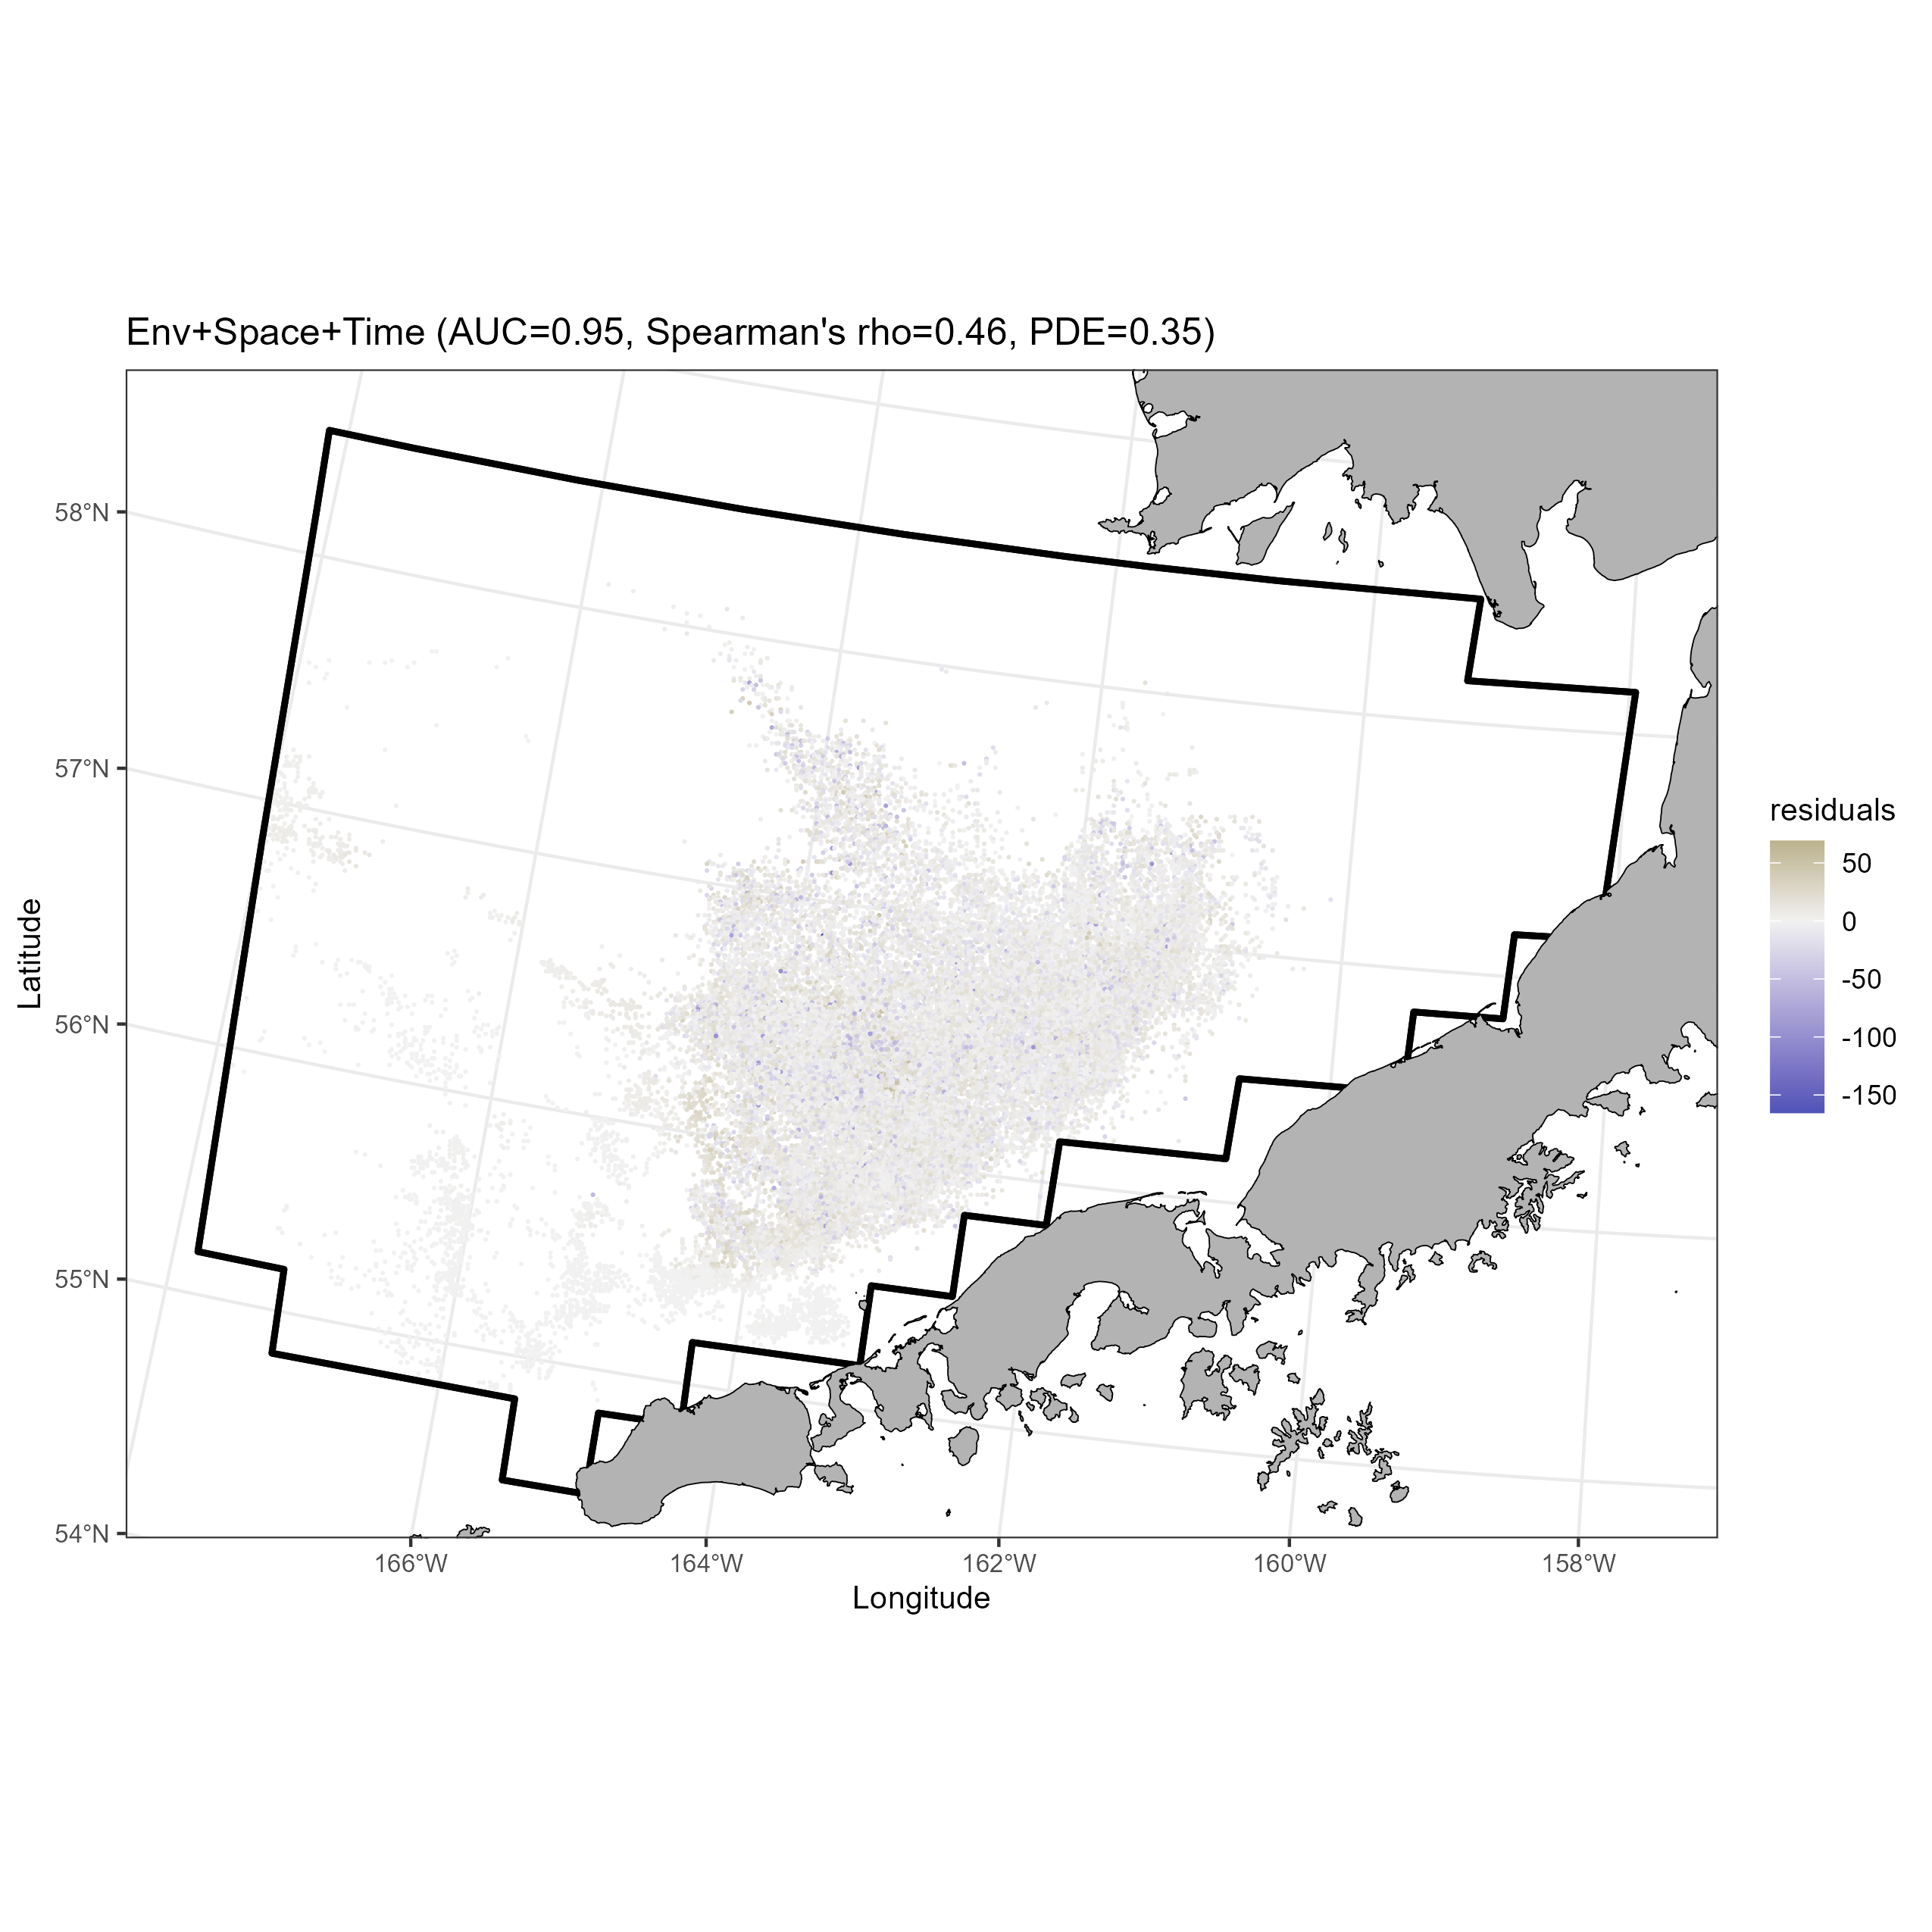 Env+Space+Time (AUC=0.95, Spearman's rho=0.46, PDE=0.35)
58°N
57°N
56°N
55°N
54°N
Latitude
166°W
164°W
162°W
160°W
158°W
Longitude
residuals
50
0
-50
-100
-150